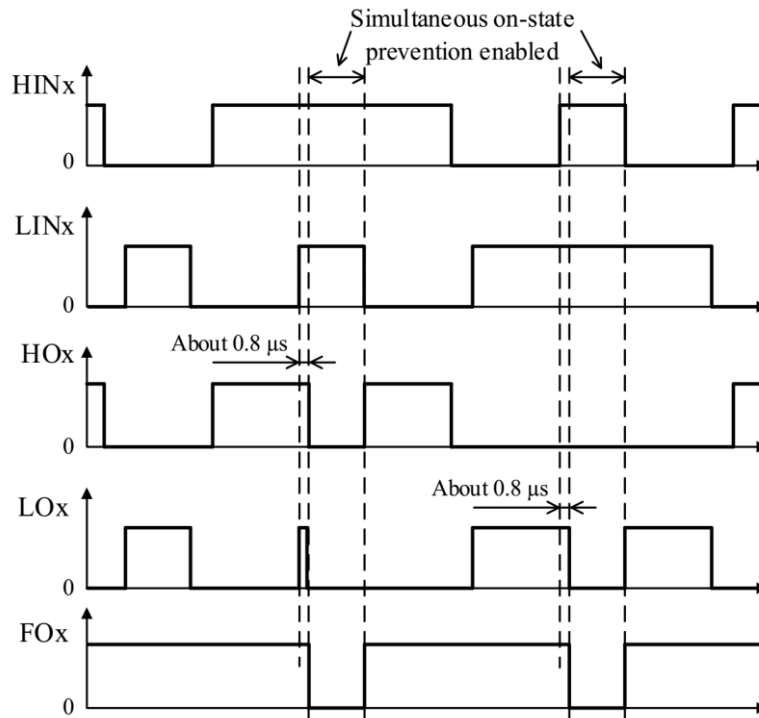 Simultaneous on-state
prevention enabled
HINx
0
LINx
0
About 0.8 μs
HOx
0
About 0.8 μs
LOx
0
FOx
0